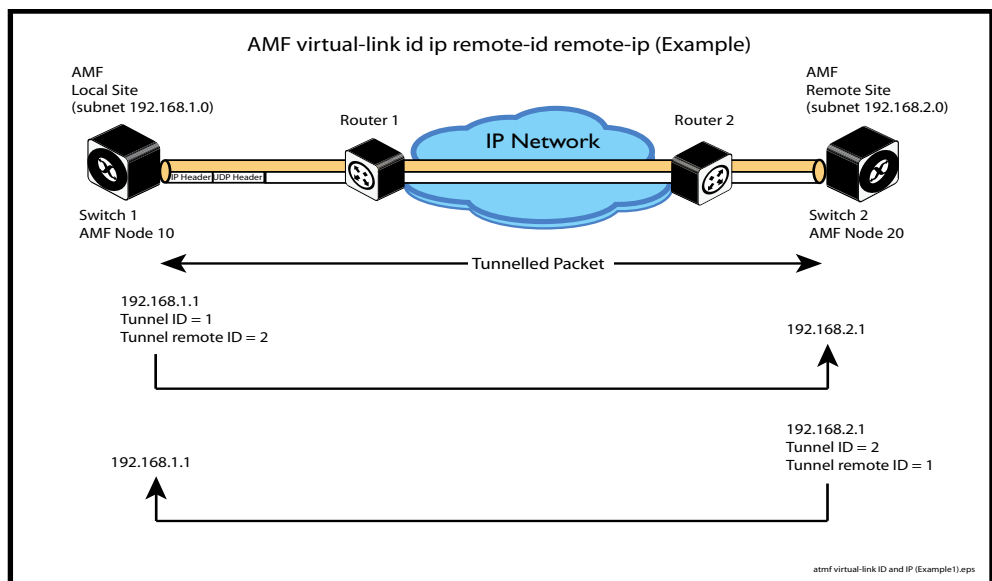 AMF virtual-link id ip remote-id remote-ip (Example)
AMF
Local Site
(subnet 192.168.1.0)
AMF
Remote Site
(subnet 192.168.2.0)
Router 1
Router 2
IP Network
IP Header
UDP Header
Switch 1
AMF Node 10
Switch 2
AMF Node 20
Tunnelled Packet
192.168.1.1
Tunnel ID = 1
Tunnel remote ID = 2
192.168.2.1
192.168.2.1
Tunnel ID = 2
Tunnel remote ID = 1
192.168.1.1
atmf virtual-link ID and IP (Example1).eps